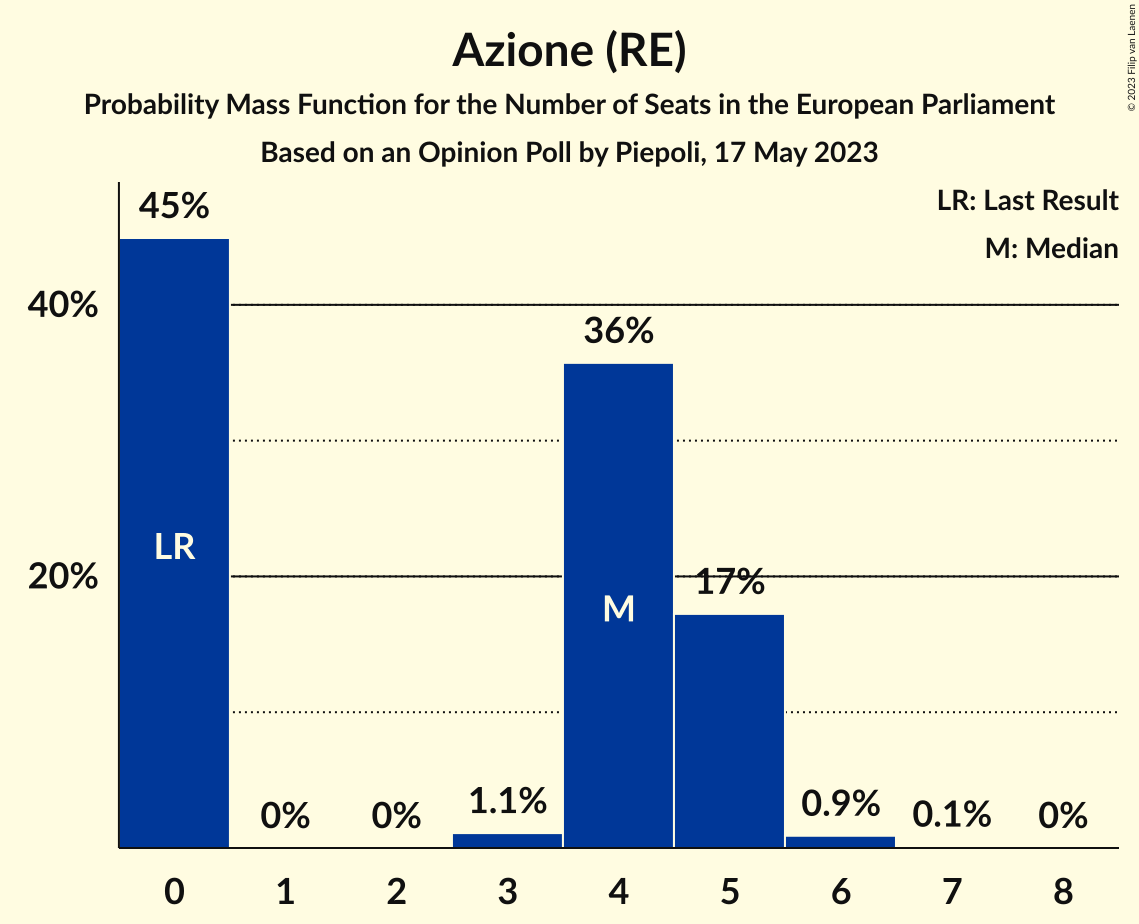 Azione (RE)
Probability Mass Function for the Number of Seats in the European Parliament
Based on an Opinion Poll by Piepoli, 17 May 2023
© 2023 Filip van Laenen
LR: Last Result
M: Median
45%
40%
36%
LR
20%
17%
M
0%
0%
1.1%
0.9%
0.1%
0%
0 1 2 3 4 5 6 7 8